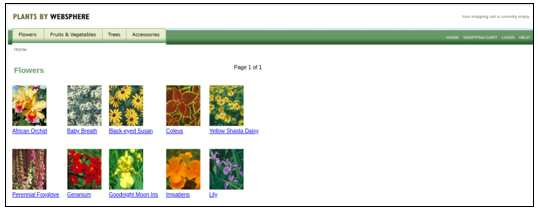 PLANTS BY WEBSPHERE
Your shopping cart is currently empty
Flowers Fruits & Vegetables Trees Accessories
HOME SHOPPING CART LOGIN HELP
Home
Flowers
Page 1 of 1
African Orchid Baby Breath Black-eyed Susan Coleus Yellow Shasta Daisy
Perennial Foxglove Geranium Goodnight Moon Iris Impatiens Lily